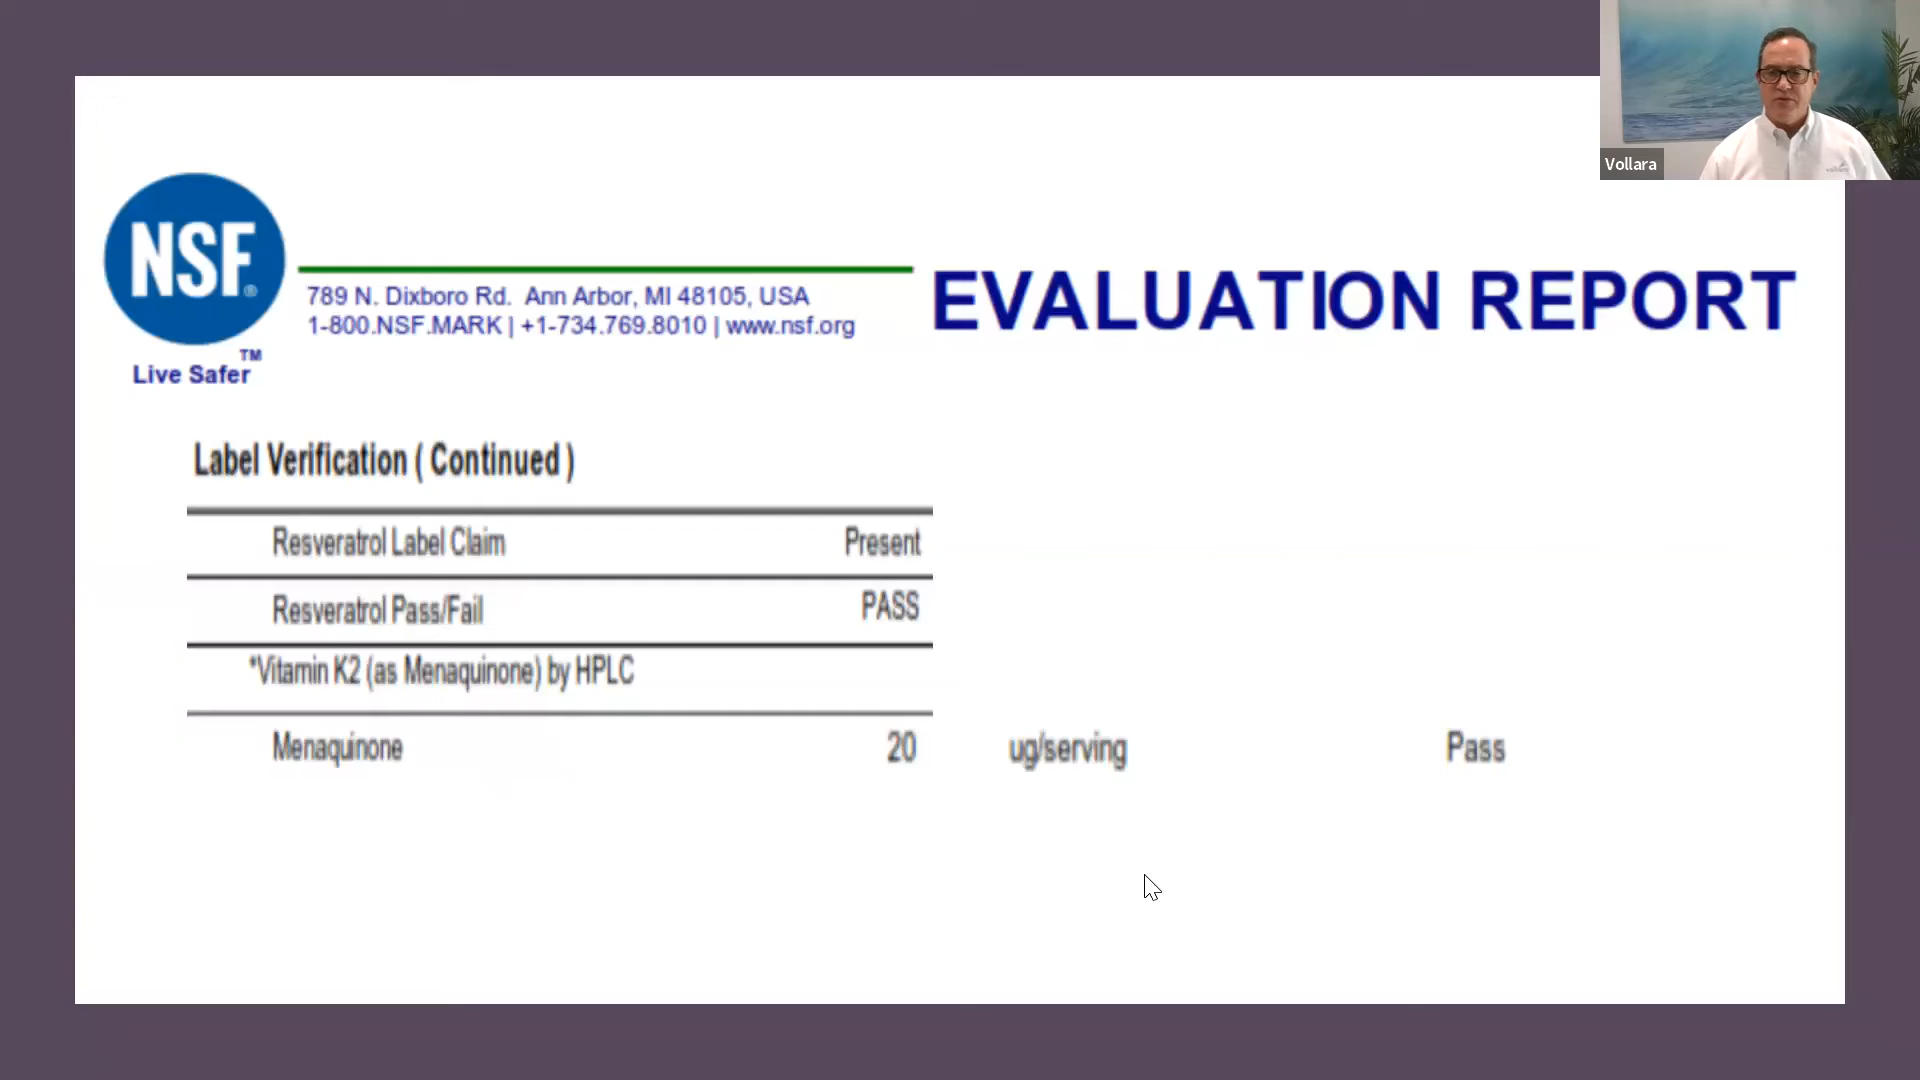 Vollara
NSF®
789 N. Dixboro Rd. Ann Arbor, MI 48105, USA
1-800.NSF.MARK | +1-734.769.8010 | www.nsf.org
EVALUATION REPORT
Live Safer™
Label Verification ( Continued )
Resveratrol Label Claim Present
Resveratrol Pass/Fail PASS
*Vitamin K2 (as Menaquinone) by HPLC
Menaquinone 20 ug/serving Pass